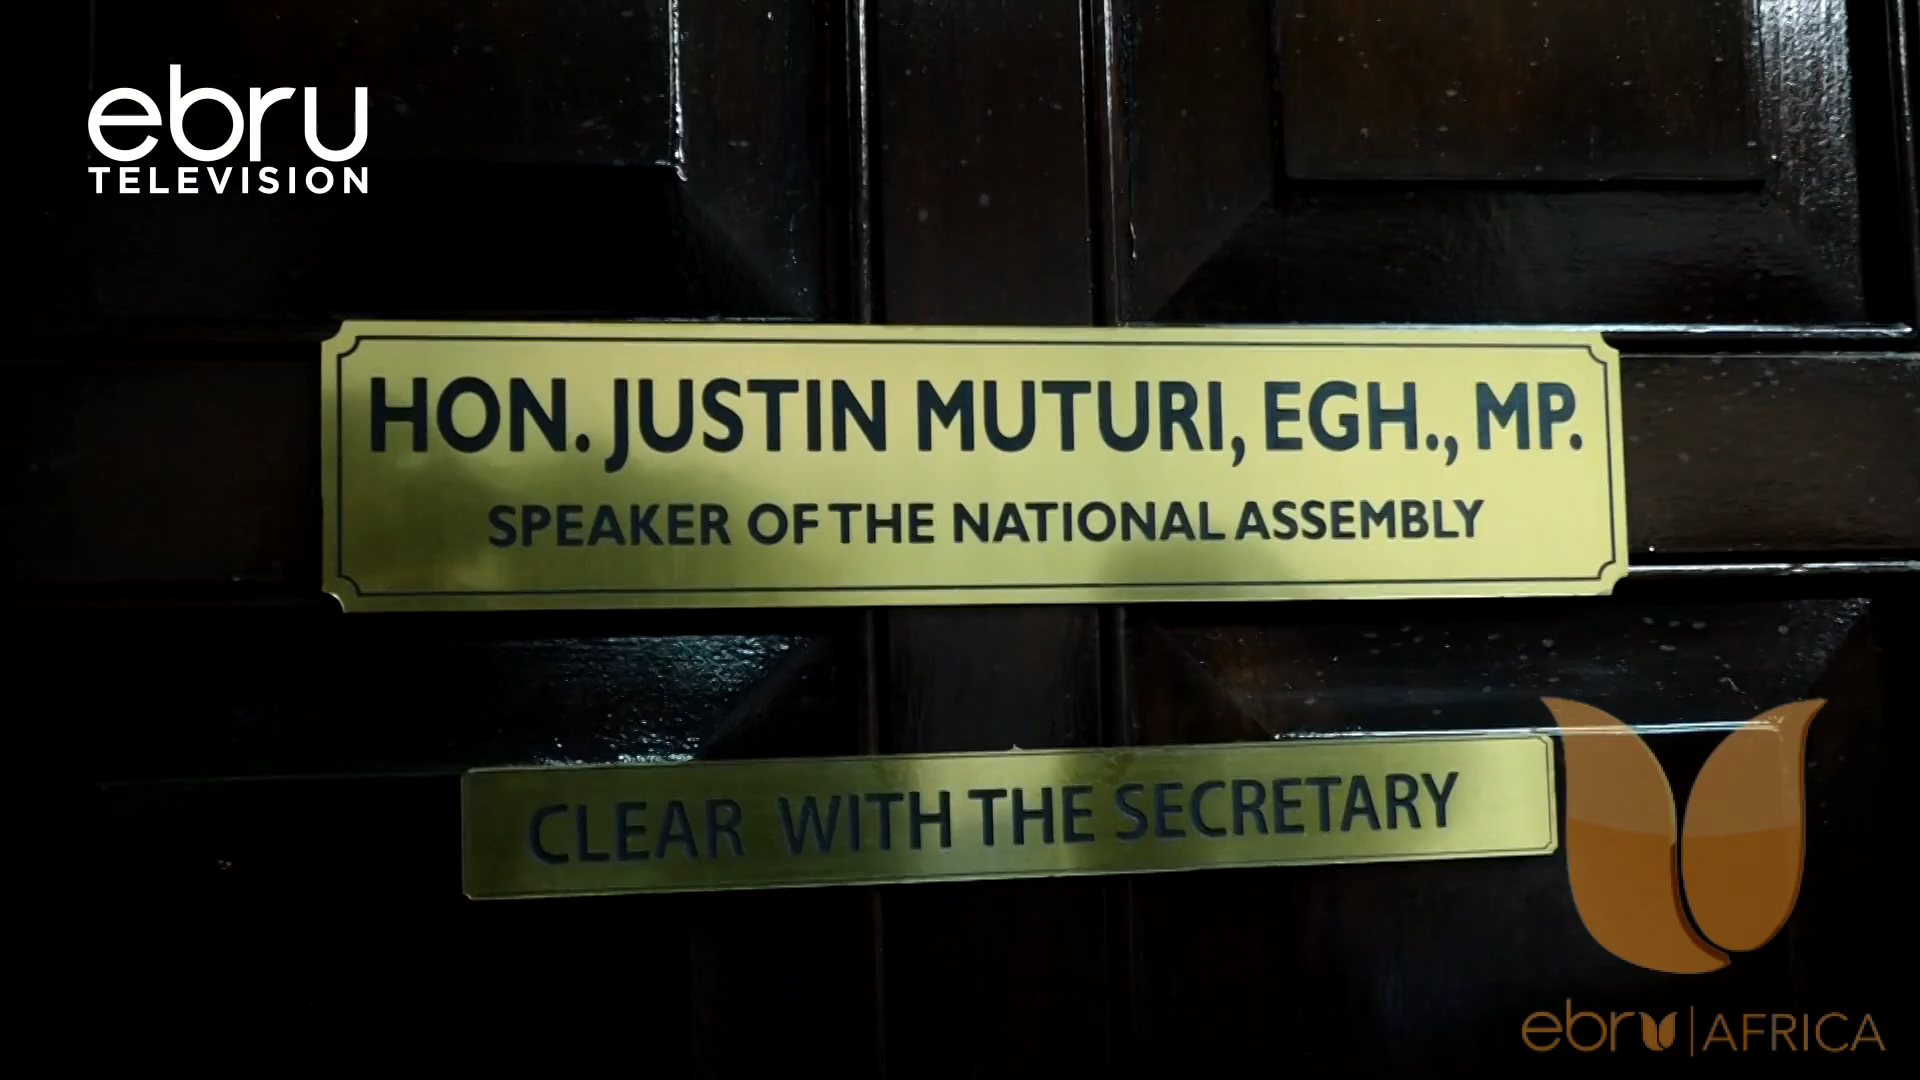 ebru
TELEVISION
HON. JUSTIN MUTURI, EGH., MP.
SPEAKER OF THE NATIONAL ASSEMBLY
CLEAR WITH THE SECRETARY
ebru | AFRICA